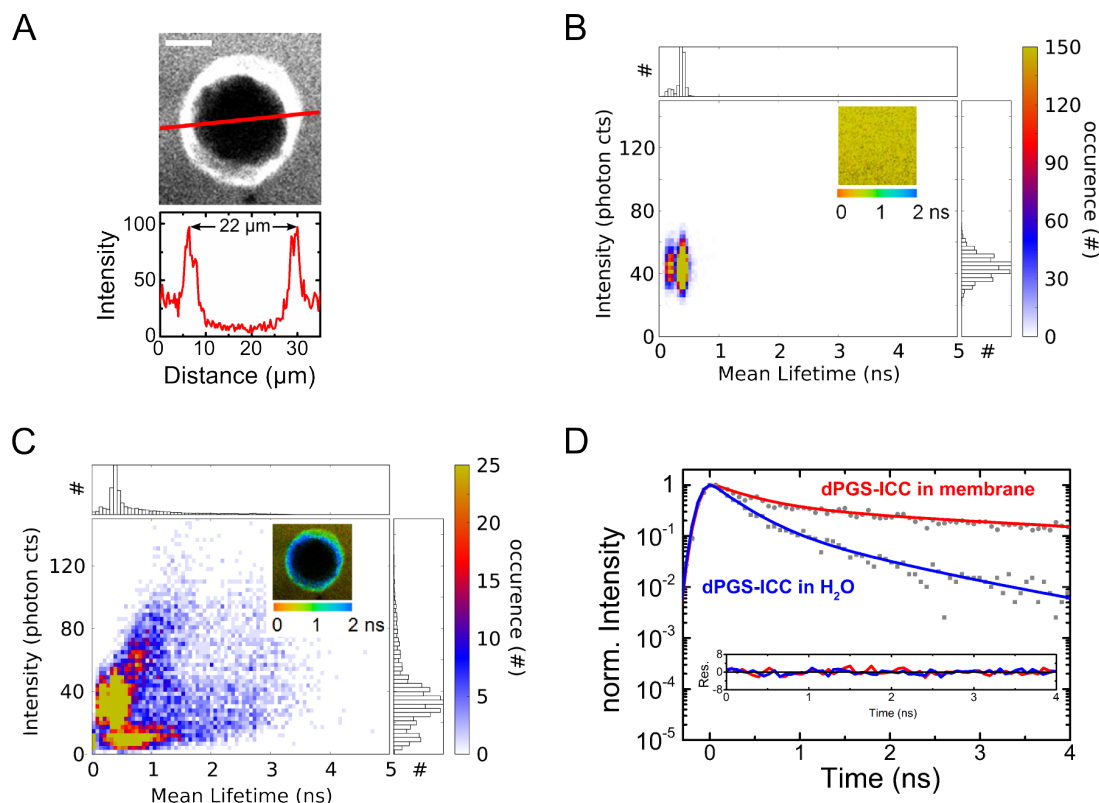 A
100
50
0
Intensity
22 µm
0
10
20
30
Distance (µm)
B
#
140
120
80
60
40
0
Intensity (photon cts)
0 1 2 ns
0 1 2 3 4 5
#
Mean Lifetime (ns)
150
120
90
60
30
0
occurence (#)
C
#
120
80
40
20
0
Intensity (photon cts)
0 1 2 ns
0 1 2 3 4 5
#
Mean Lifetime (ns)
25
20
15
10
5
0
occurence (#)
D
1
10⁻¹
10⁻²
10⁻³
10⁻⁴
10⁻⁵
norm. Intensity
dPGS-ICC in membrane
dPGS-ICC in H₂O
8
0
-8
Res.
0 1 2 3 4
Time (ns)
0 1 2 3 4
Time (ns)